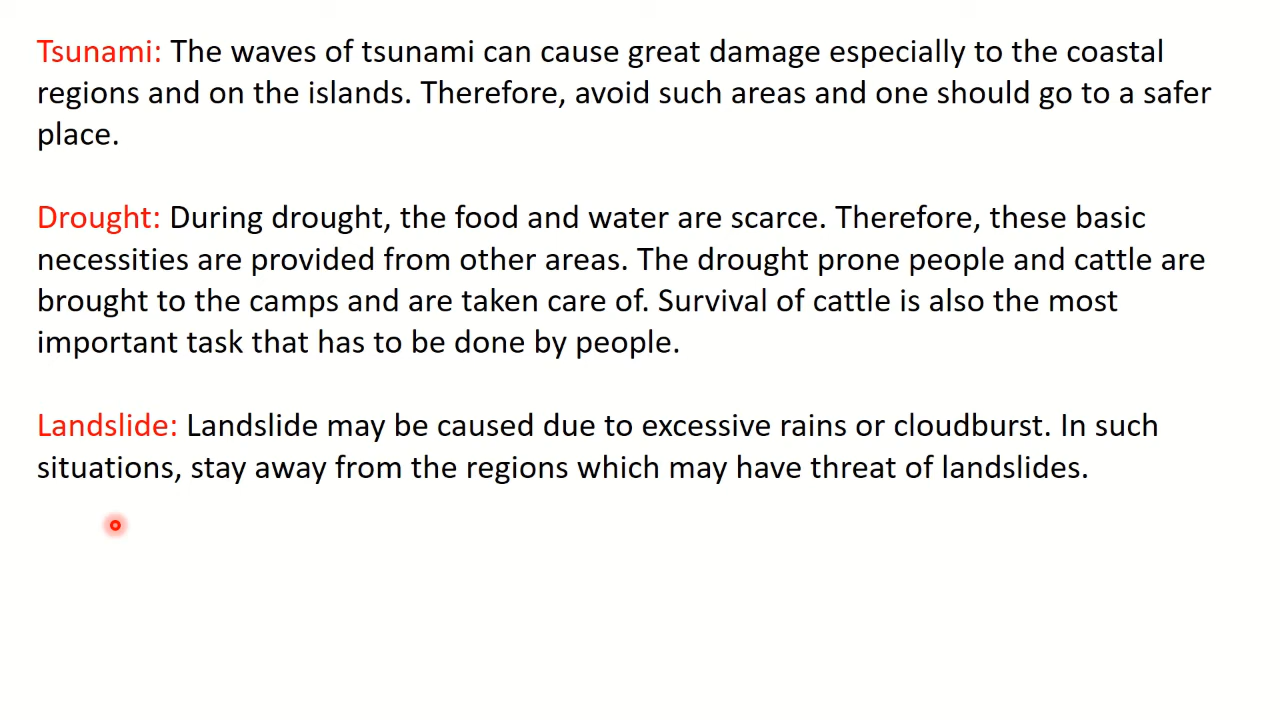 Tsunami: The waves of tsunami can cause great damage especially to the coastal
regions and on the islands. Therefore, avoid such areas and one should go to a safer
place.
Drought: During drought, the food and water are scarce. Therefore, these basic
necessities are provided from other areas. The drought prone people and cattle are
brought to the camps and are taken care of. Survival of cattle is also the most
important task that has to be done by people.
Landslide: Landslide may be caused due to excessive rains or cloudburst. In such
situations, stay away from the regions which may have threat of landslides.